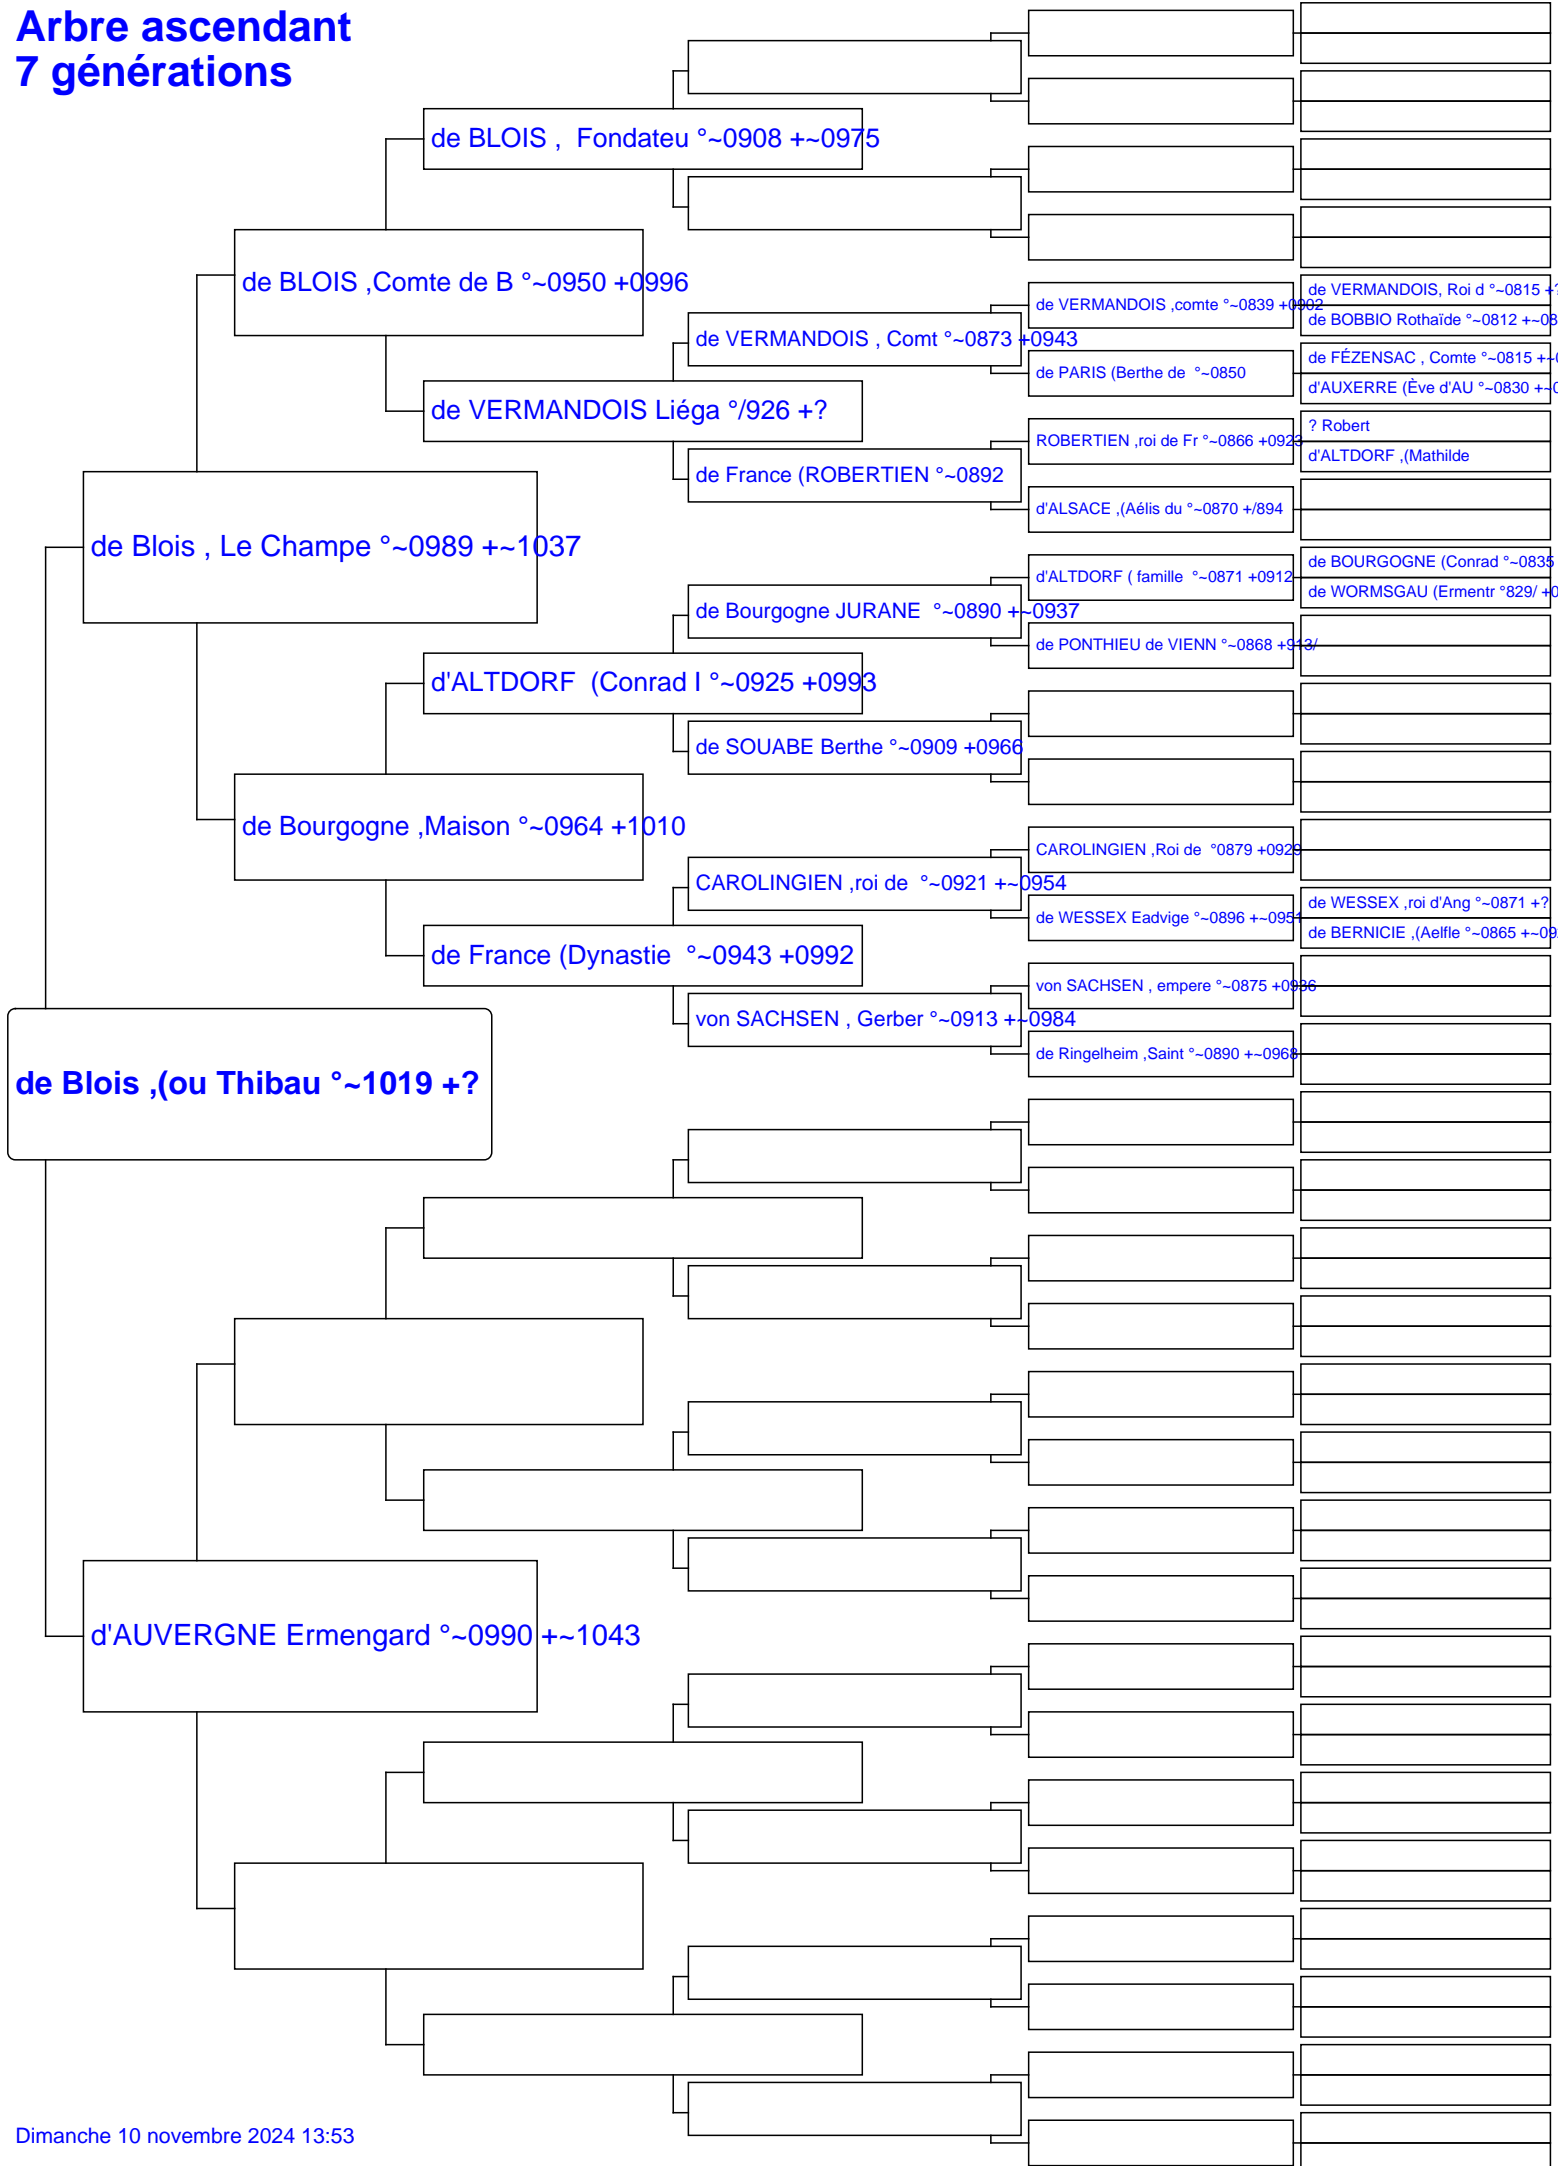 Arbre ascendant
7 générations
de BLOIS ,  Fondateu °~0908 +~0975
de BLOIS ,Comte de B °~0950 +0996
de VERMANDOIS, Roi d °~0815 +?
de VERMANDOIS ,comte °~0839 +0902
de BOBBIO Rothaïde °~0812 +~08
de VERMANDOIS , Comt °~0873 +0943
de FÉZENSAC , Comte °~0815 +~0
de PARIS (Berthe de  °~0850
d'AUXERRE (Ève d'AU °~0830 +~0
de VERMANDOIS Liéga °/926 +?
? Robert
ROBERTIEN ,roi de Fr °~0866 +0923
d'ALTDORF ,(Mathilde
de France (ROBERTIEN °~0892
d'ALSACE ,(Aélis du °~0870 +/894
de Blois , Le Champe °~0989 +~1037
de BOURGOGNE (Conrad °~0835
d'ALTDORF ( famille  °~0871 +0912
de WORMSGAU (Ermentr °829/ +0
de Bourgogne JURANE  °~0890 +~0937
de PONTHIEU de VIENN °~0868 +913/
d'ALTDORF  (Conrad I °~0925 +0993
de SOUABE Berthe °~0909 +0966
de Bourgogne ,Maison °~0964 +1010
CAROLINGIEN ,Roi de  °0879 +0929
CAROLINGIEN ,roi de  °~0921 +~0954
de WESSEX ,roi d'Ang °~0871 +?
de WESSEX Eadvige °~0896 +~0951
de BERNICIE ,(Aelfle °~0865 +~09
de France (Dynastie  °~0943 +0992
von SACHSEN , empere °~0875 +0936
von SACHSEN , Gerber °~0913 +~0984
de Ringelheim ,Saint °~0890 +~0968
de Blois ,(ou Thibau °~1019 +?
d'AUVERGNE Ermengard °~0990 +~1043
Dimanche 10 novembre 2024 13:53